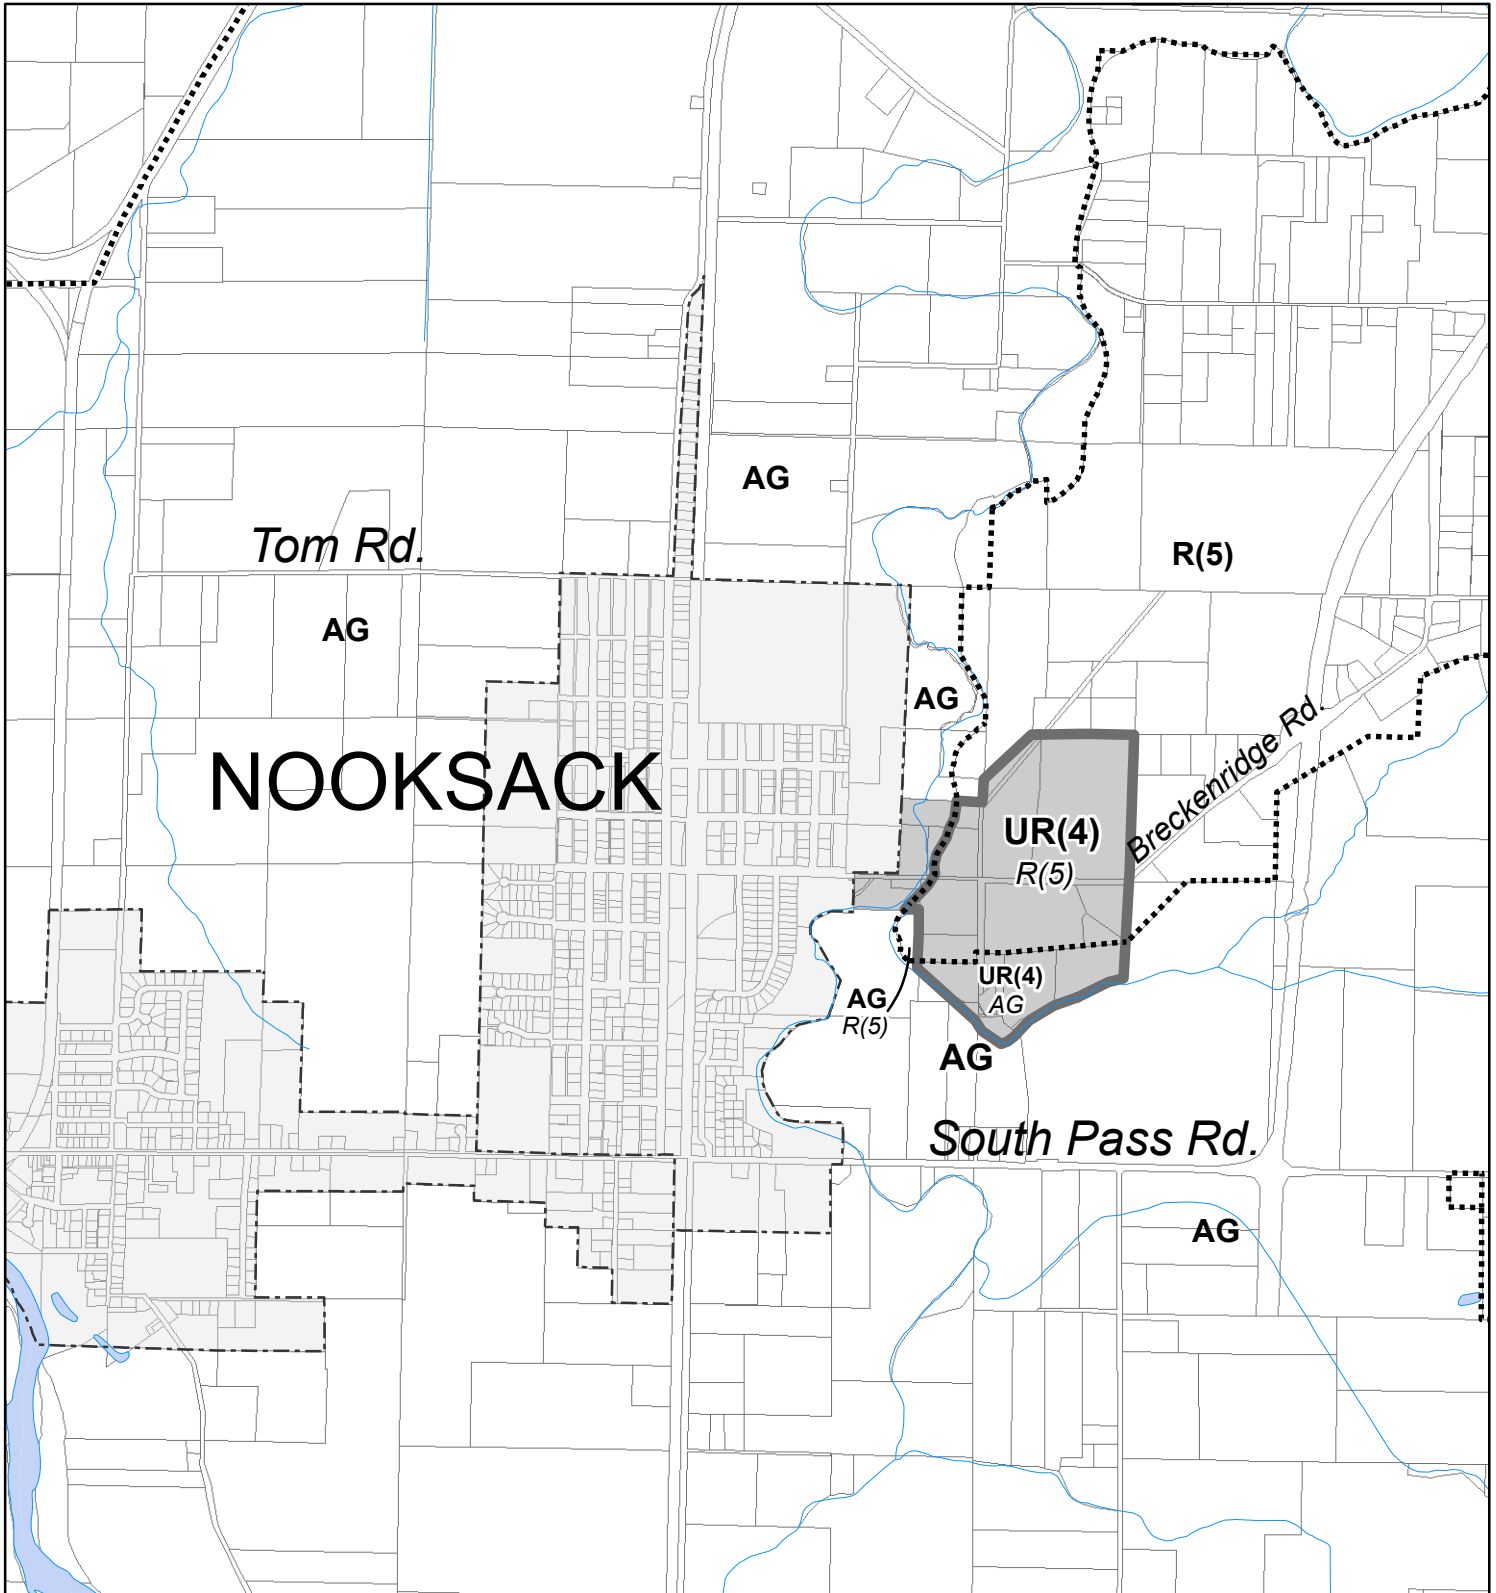 AG
Tom Rd.
R(5)
AG
AG
NOOKSACK
Breckenridge Rd.
UR(4)
R(5)
UR(4)
AG
AG
R(5)
AG
South Pass Rd.
AG